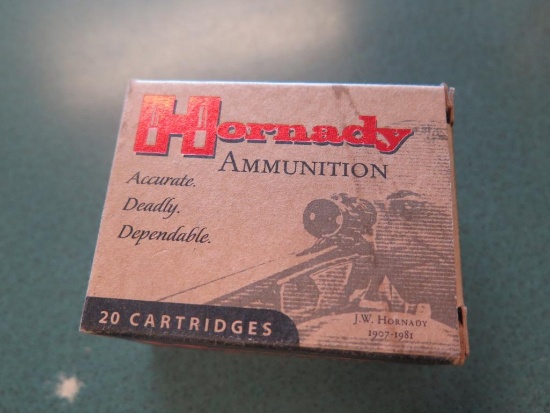 Hornady
AMMUNITION
Accurate.
Deadly.
Dependable.
20 CARTRIDGES
J.W. HORNADY
1907-1981